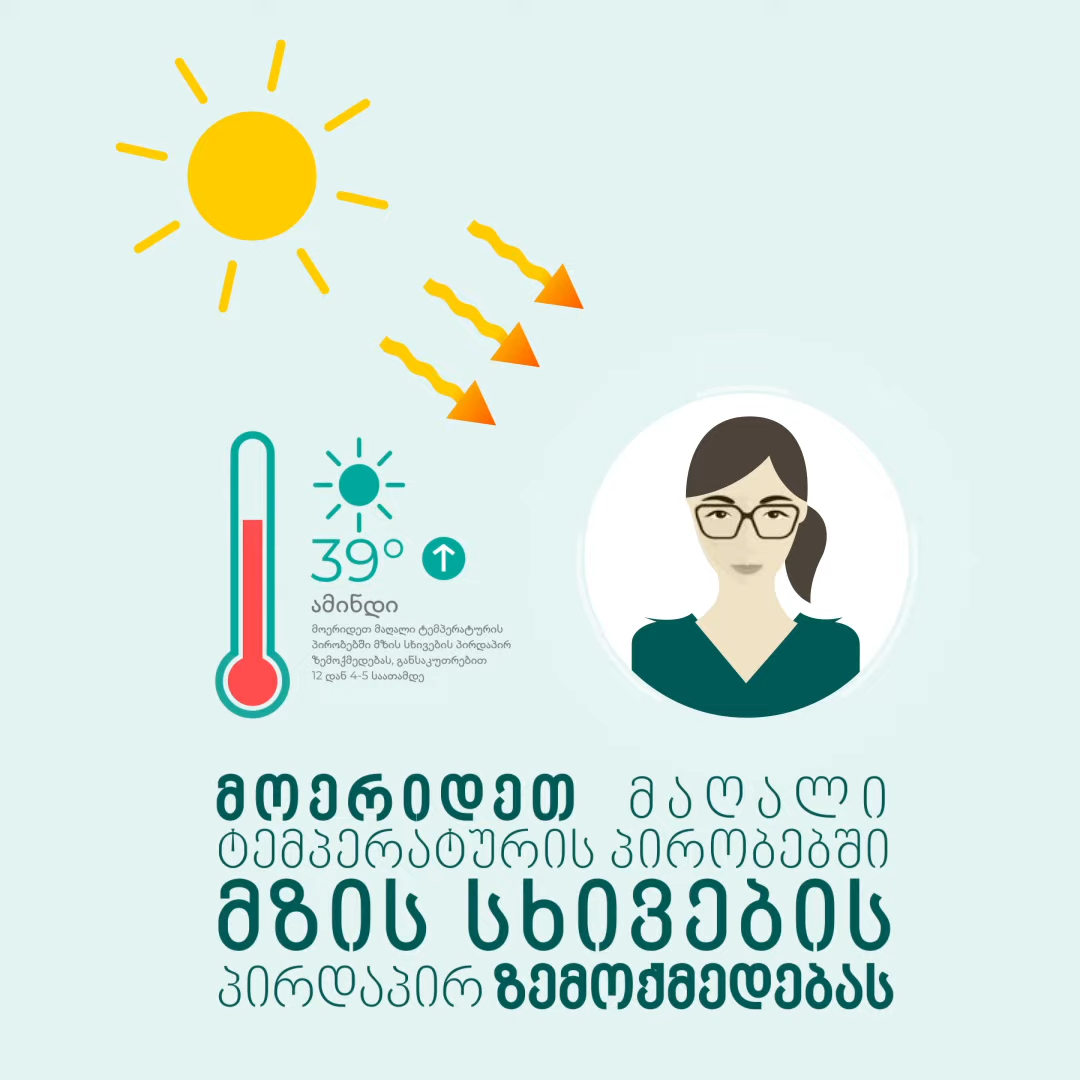 39°
ამინდი
მოერიდეთ მაღალი ტემპერატურის
პირობებში მზის სხივების პირდაპირ
ზემოქმედებას, განსაკუთრებით
12 დან 4-5 საათამდე
მოერიდეთ მაღალი
ტემპერატურის პირობებში
მზის სხივების
პირდაპირ ზემოქმედებას